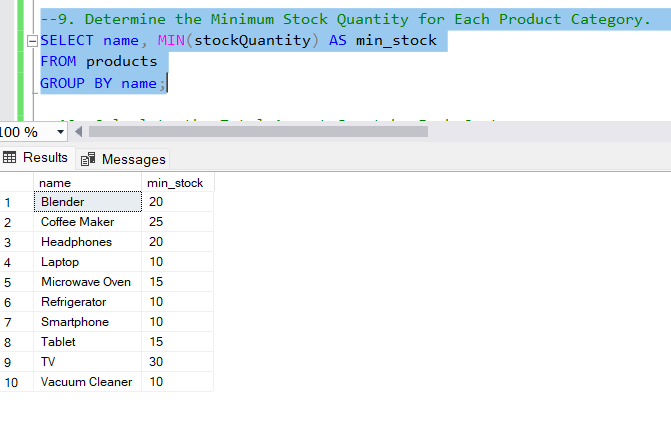 --9. Determine the Minimum Stock Quantity for Each Product Category.
SELECT name, MIN(stockQuantity) AS min_stock
FROM products
GROUP BY name;
100 %
Results Messages
name min_stock
1 Blender 20
2 Coffee Maker 25
3 Headphones 20
4 Laptop 10
5 Microwave Oven 15
6 Refrigerator 10
7 Smartphone 10
8 Tablet 15
9 TV 30
10 Vacuum Cleaner 10